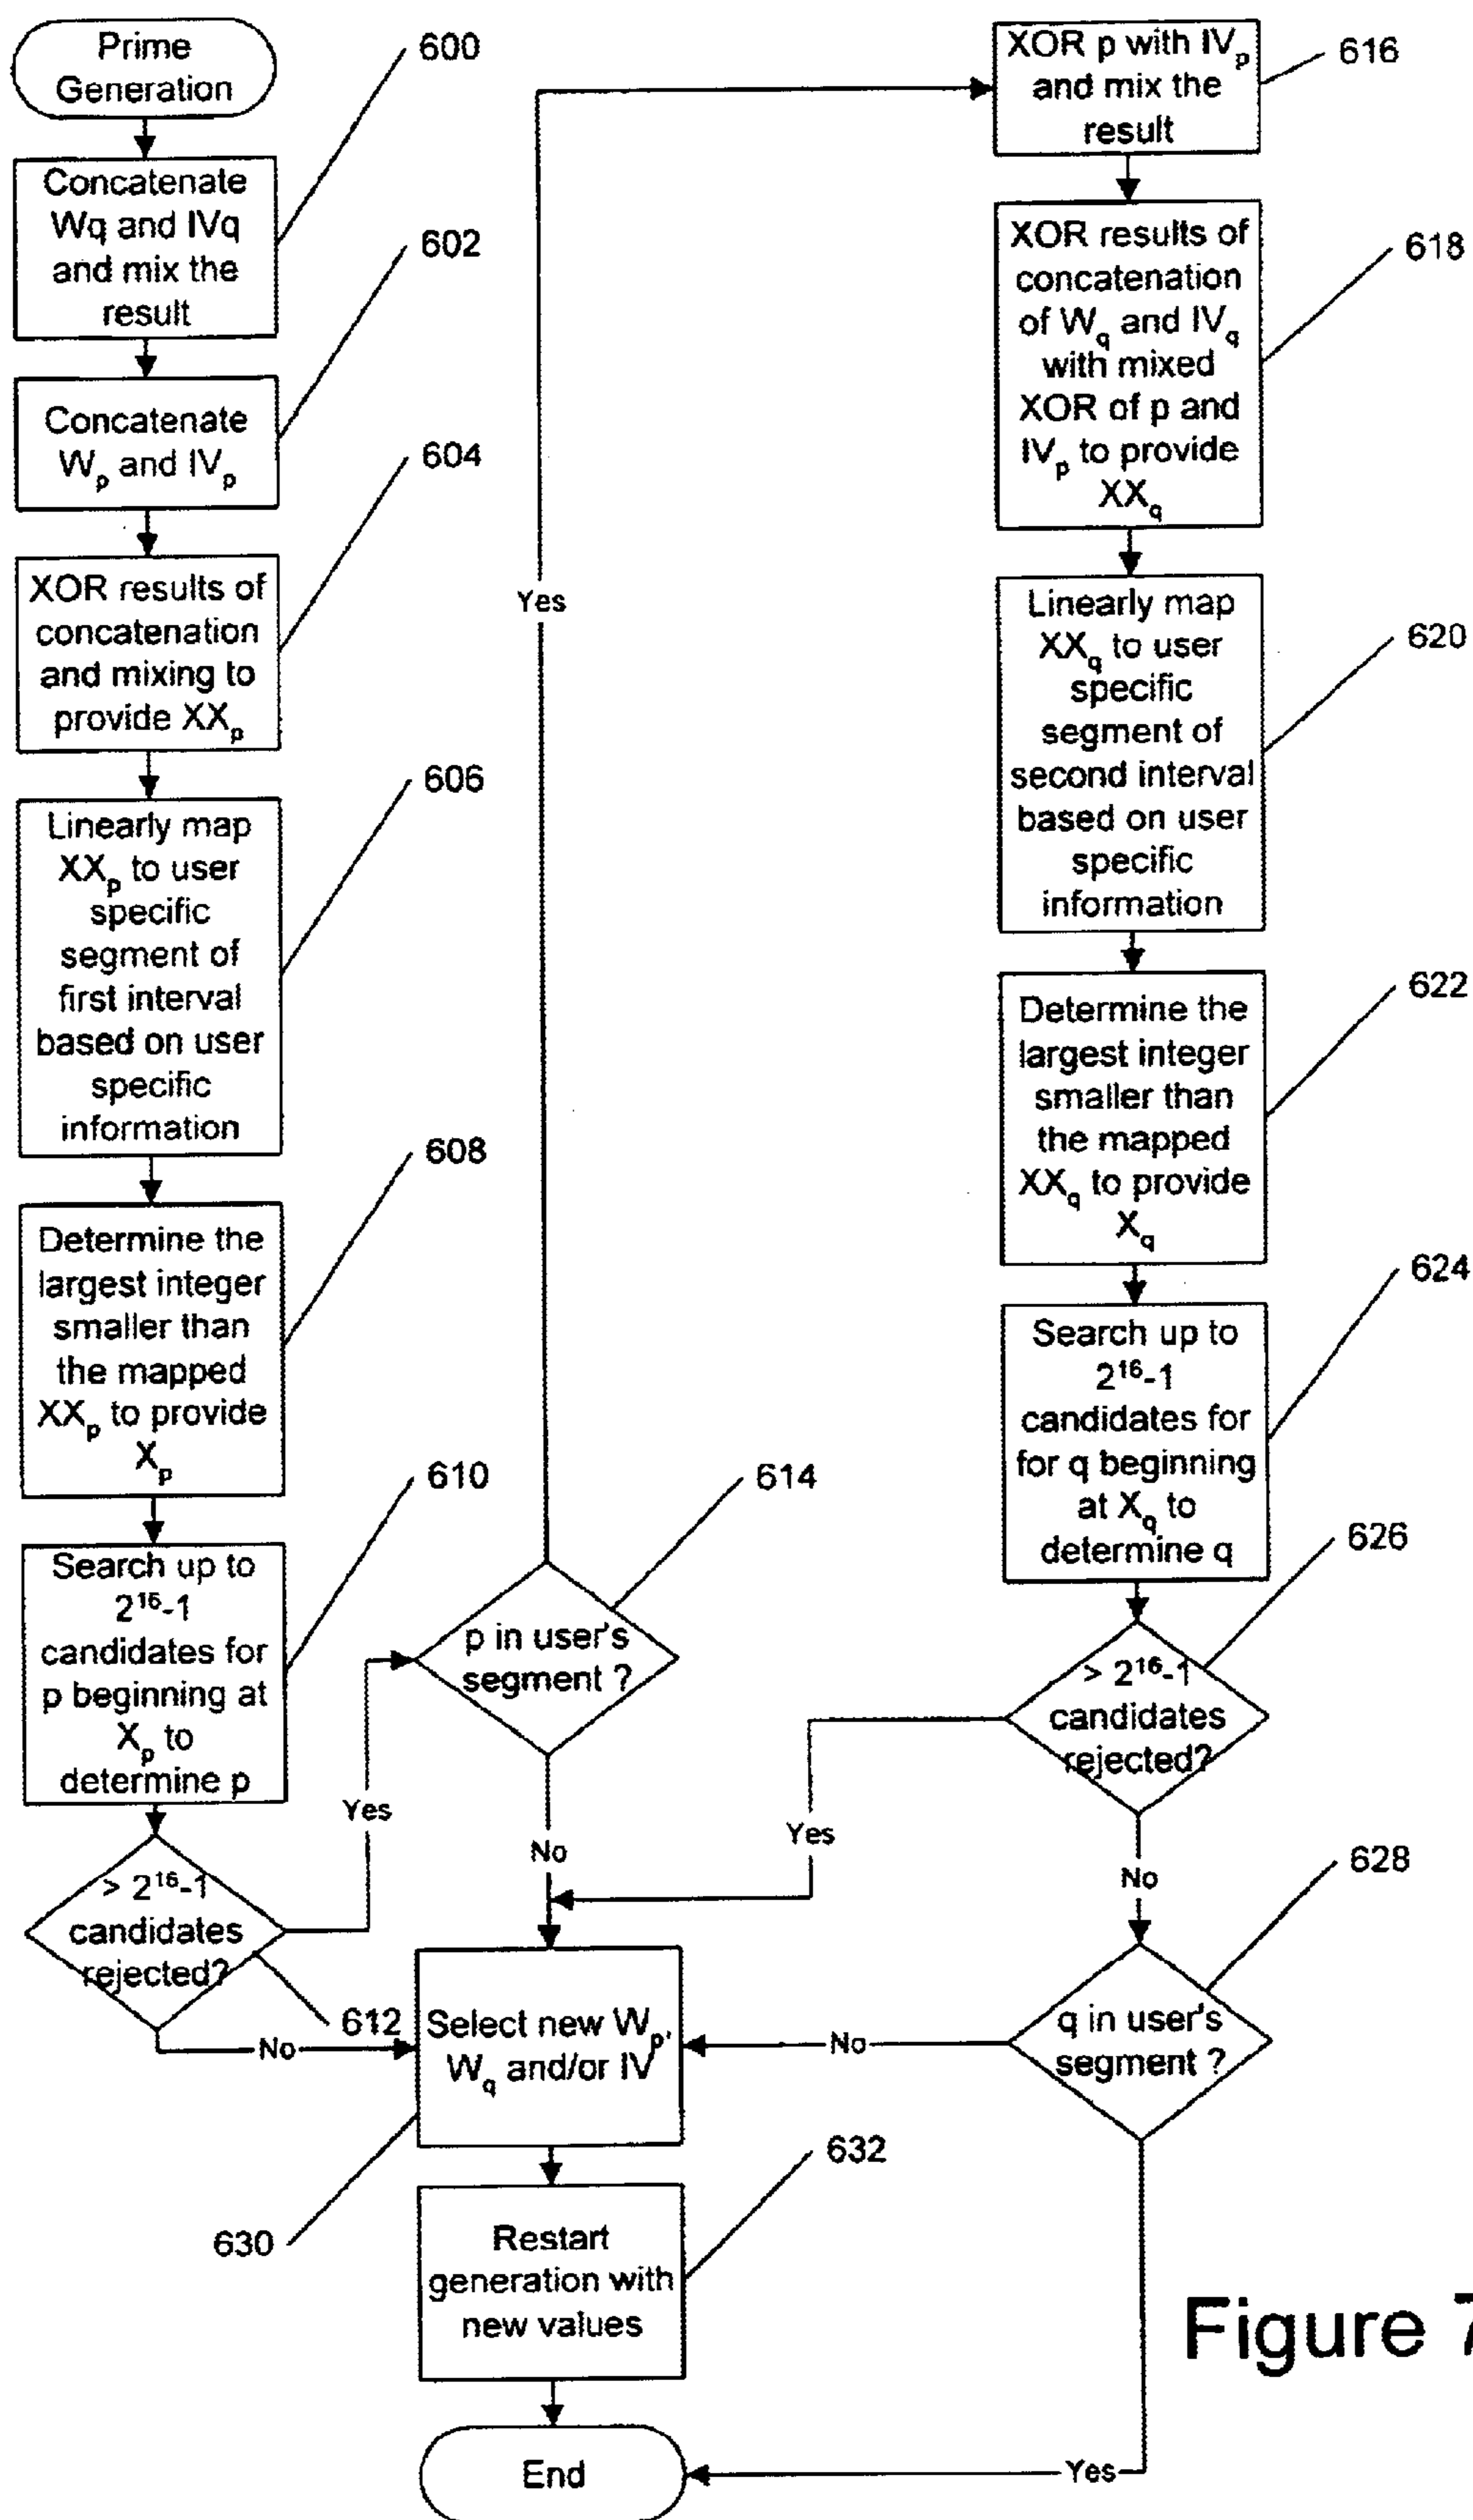 Prime
Generation
600
Concatenate
Wq and IVq
and mix the
result
602
Concatenate
Wp and IVp
604
XOR results of
concatenation
and mixing to
provide XXp
606
Linearly map
XXp to user
specific
segment of
first interval
based on user
specific
information
608
Determine the
largest integer
smaller than
the mapped
XXp to provide
Xp
610
Search up to
2¹⁶-1
candidates for
p beginning at
Xp to
determine p
Yes
> 2¹⁶-1
candidates
rejected?
612
No
614
p in user's
segment ?
Yes
No
616
XOR p with IVp
and mix the
result
618
XOR results of
concatenation
of Wq and IVq
with mixed
XOR of p and
IVp to provide
XXq
620
Linearly map
XXq to user
specific
segment of
second interval
based on user
specific
information
622
Determine the
largest integer
smaller than
the mapped
XXq to provide
Xq
624
Search up to
2¹⁶-1
candidates for
for q beginning
at Xq to
determine q
626
> 2¹⁶-1
candidates
rejected?
Yes
No
628
q in user's
segment ?
No
Yes
Select new Wp,
Wq and/or IV
630
632
Restart
generation with
new values
End
Figure 7